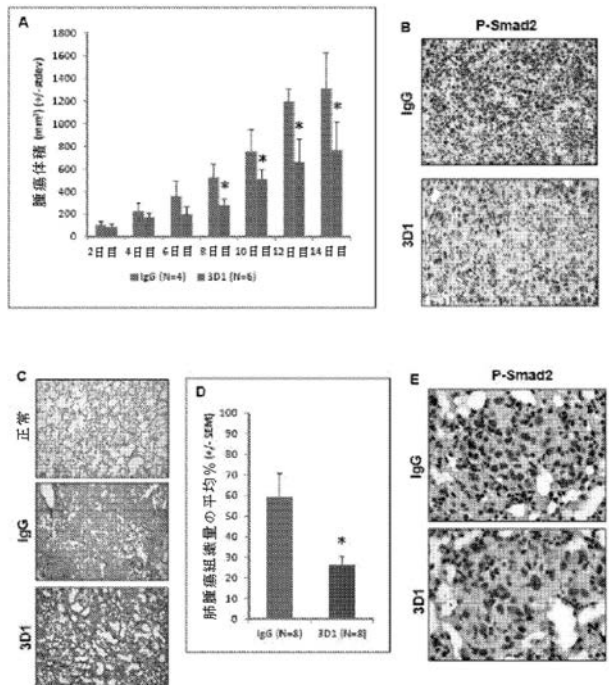 A
腫瘍体積 (mm³) (+/-stdev)
1800
1600
1400
1200
1000
800
600
400
200
0
* * * *
2日目 4日目 6日目 8日目 10日目 12日目 14日目
IgG (N=4) 3D1 (N=6)
B
P-Smad2
IgG
3D1
C
正常
IgG
3D1
D
肺腫瘍組織量の平均% (+/- SEM)
100
90
80
70
60
50
40
30
20
10
0
*
IgG (N=8) 3D1 (N=8)
E
P-Smad2
IgG
3D1